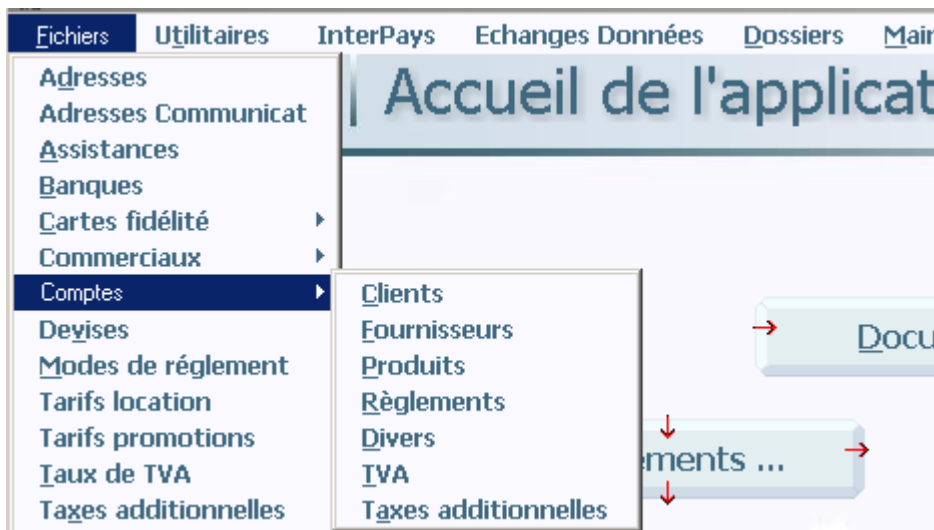 Fichiers Utilitaires InterPays Echanges Données Dossiers
Accueil de l'applicat
Adresses
Adresses Communicat
Assistances
Banques
Cartes fidélité
Commerciaux
Comptes
Devises
Modes de réglement
Tarifs location
Tarifs promotions
Taux de TVA
Taxes additionnelles
Clients
Fournisseurs
Produits
Règlements
Divers
TVA
Taxes additionnelles
Docu
ements ...